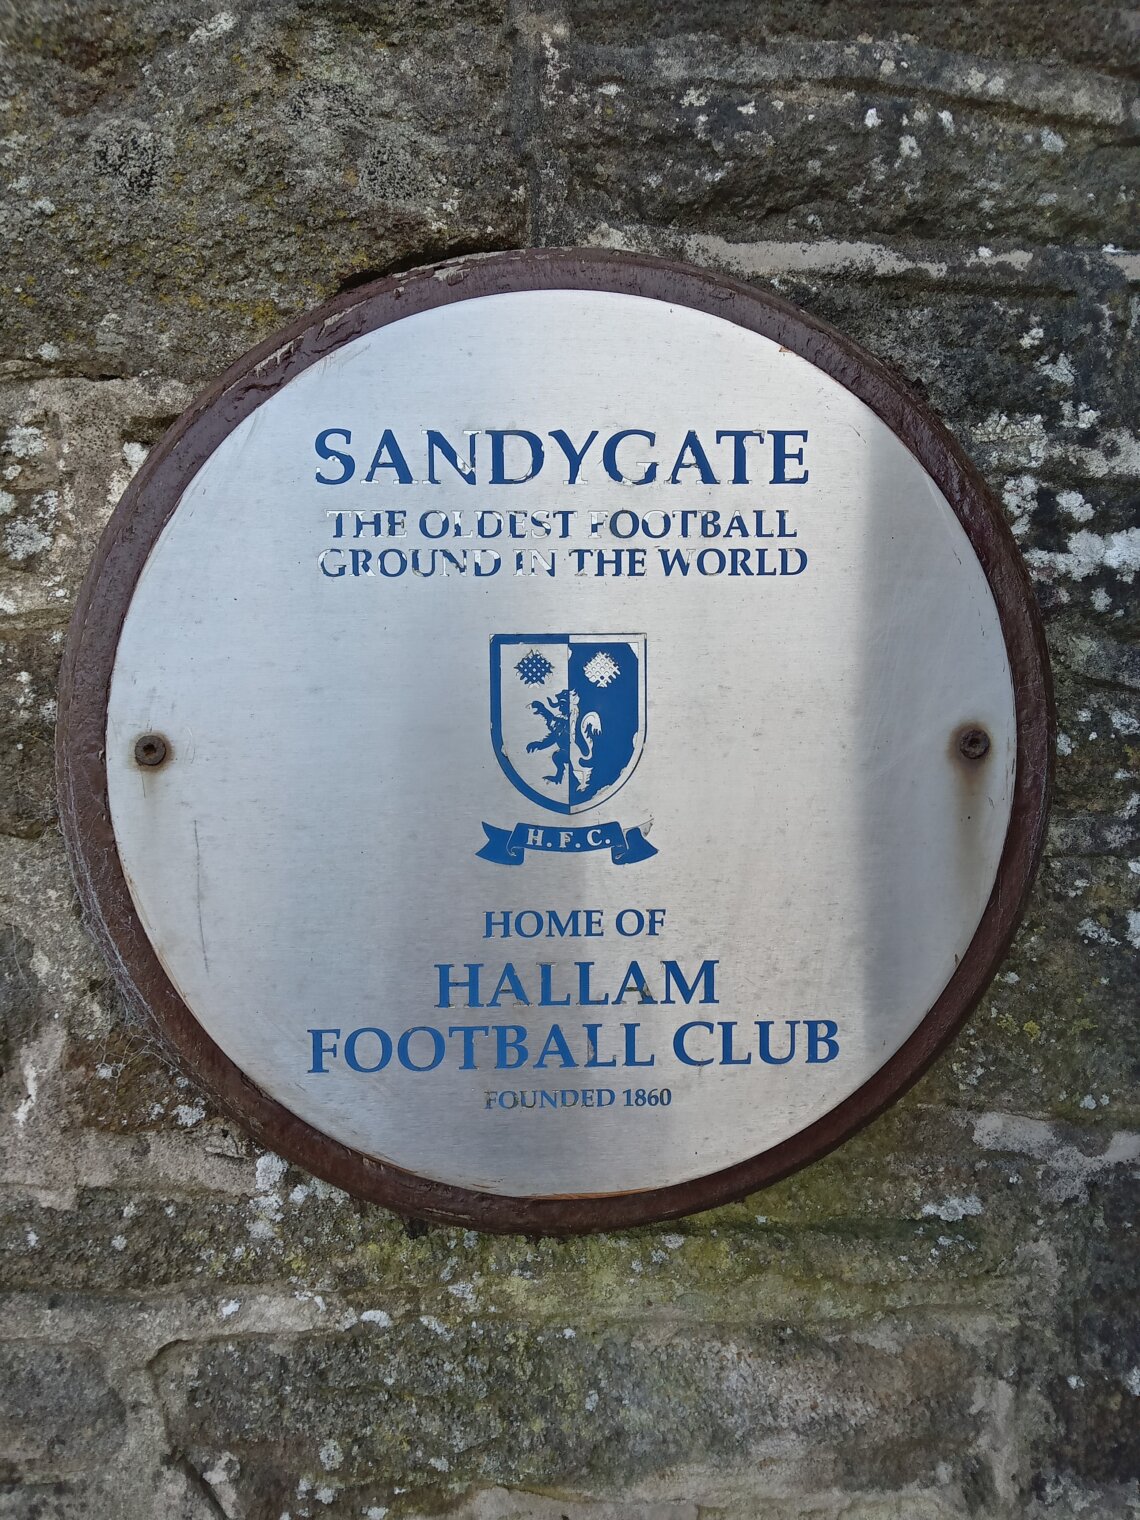 SANDYGATE
THE OLDEST FOOTBALL
GROUND IN THE WORLD
H.F.C.
HOME OF
HALLAM
FOOTBALL CLUB
FOUNDED 1860